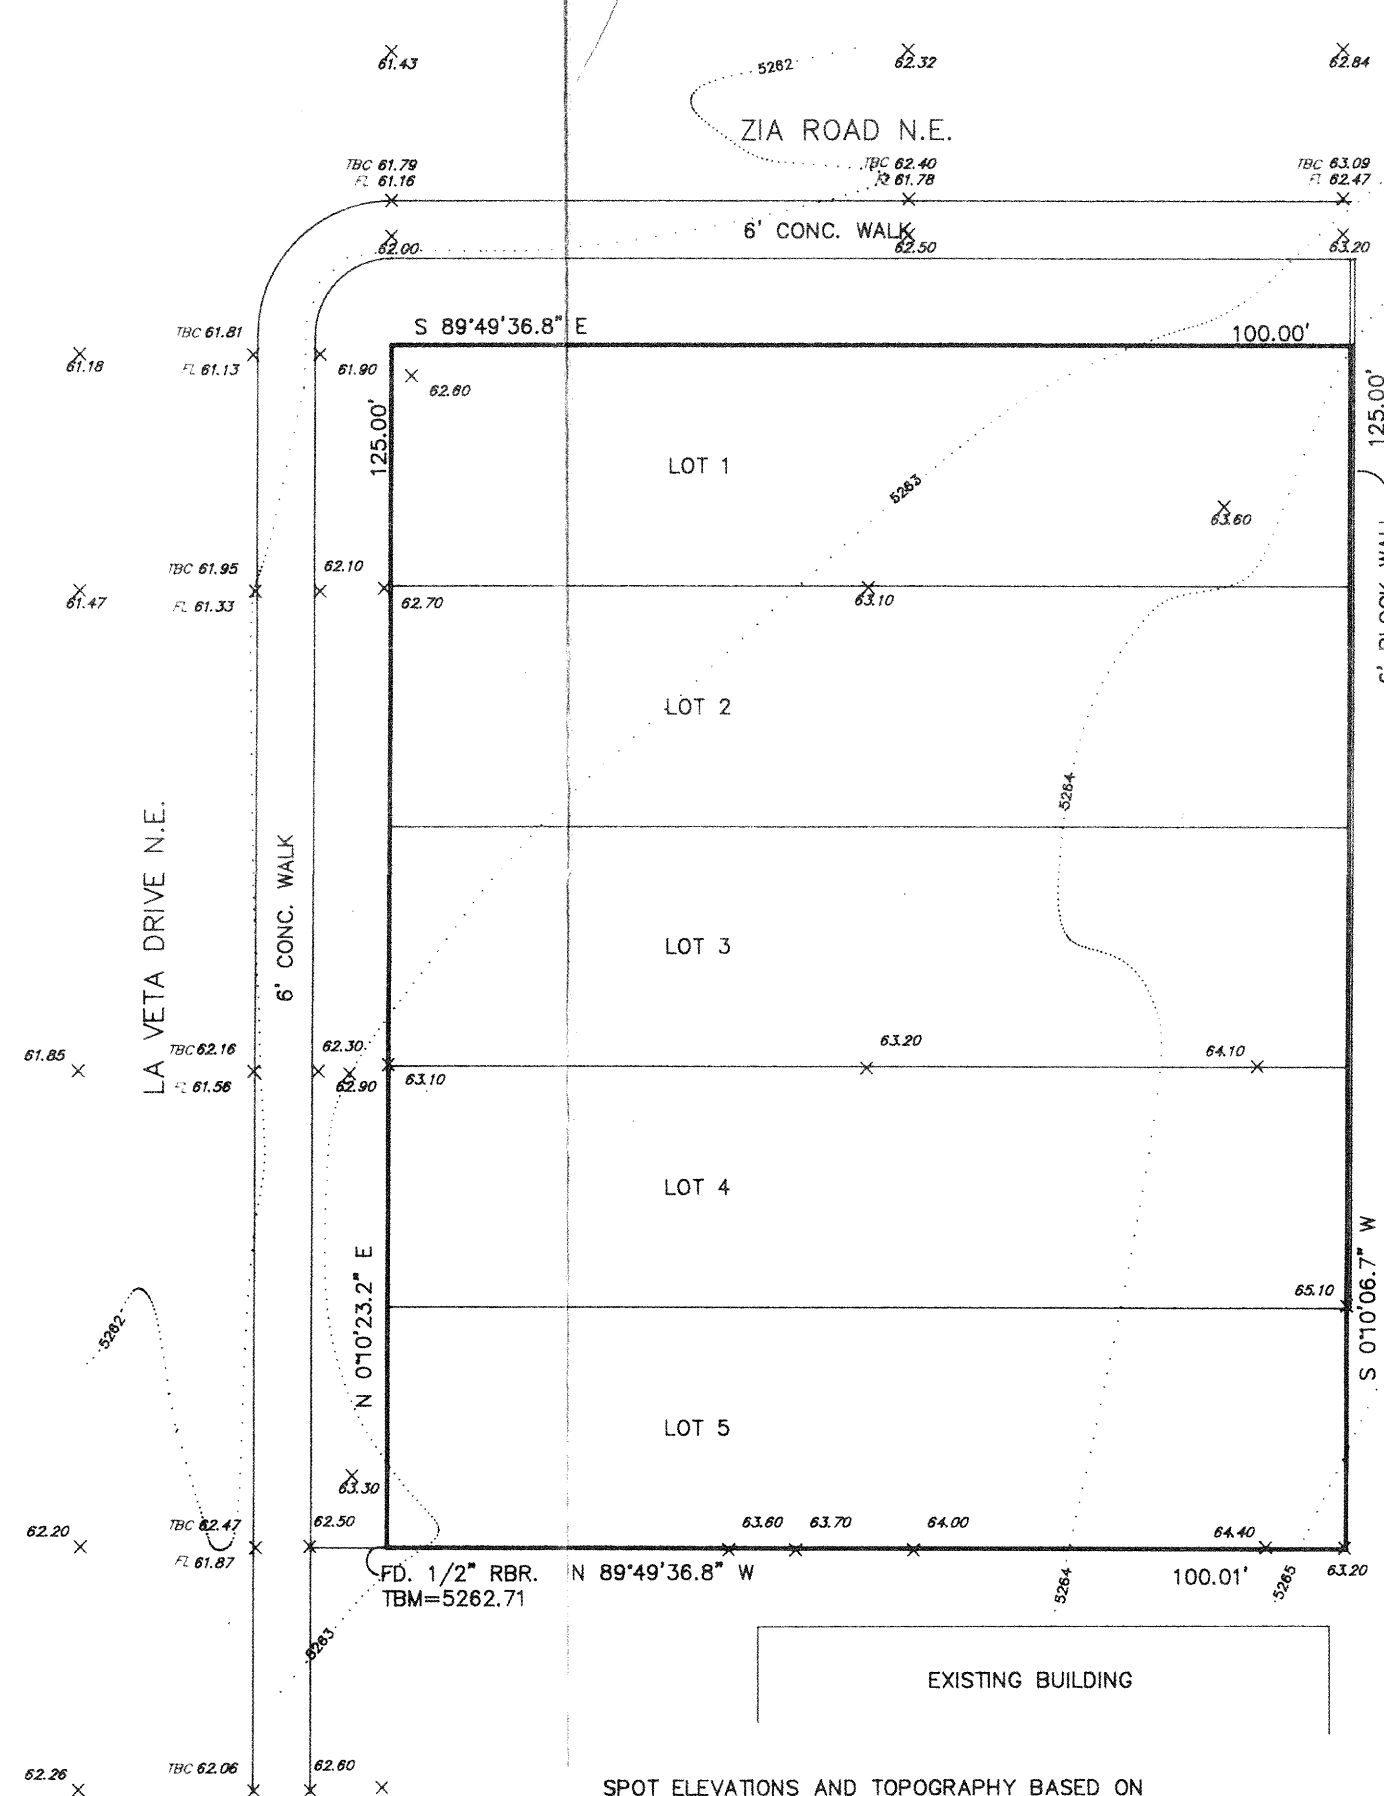 61.43
5262
62.32
62.84
ZIA ROAD N.E.
TBC 61.79
FL 61.16
TBC 62.40
FL 61.78
TBC 63.09
FL 62.47
6' CONC. WALK
62.00
62.50
63.20
S 89°49'36.8" E
100.00'
TBC 61.81
61.18
FL 61.13
61.90
62.60
125.00'
125.00'
LOT 1
5263
63.60
TBC 61.95
62.10
61.47
FL 61.33
62.70
63.10
6' BLOCK WALL
LOT 2
5264
LA VETA DRIVE N.E.
6' CONC. WALK
LOT 3
61.85
TBC 62.16
62.30
63.20
64.10
FL 61.56
62.90
63.10
LOT 4
N 0°10'23.2" E
S 0°10'06.7" W
65.10
5262
LOT 5
63.30
62.20
TBC 62.47
62.50
63.60
63.70
64.00
64.40
FL 61.87
FD. 1/2" RBR.
N 89°49'36.8" W
100.01'
63.20
TBM=5262.71
5264
5265
5263
EXISTING BUILDING
62.26
TBC 62.06
62.60
SPOT ELEVATIONS AND TOPOGRAPHY BASED ON